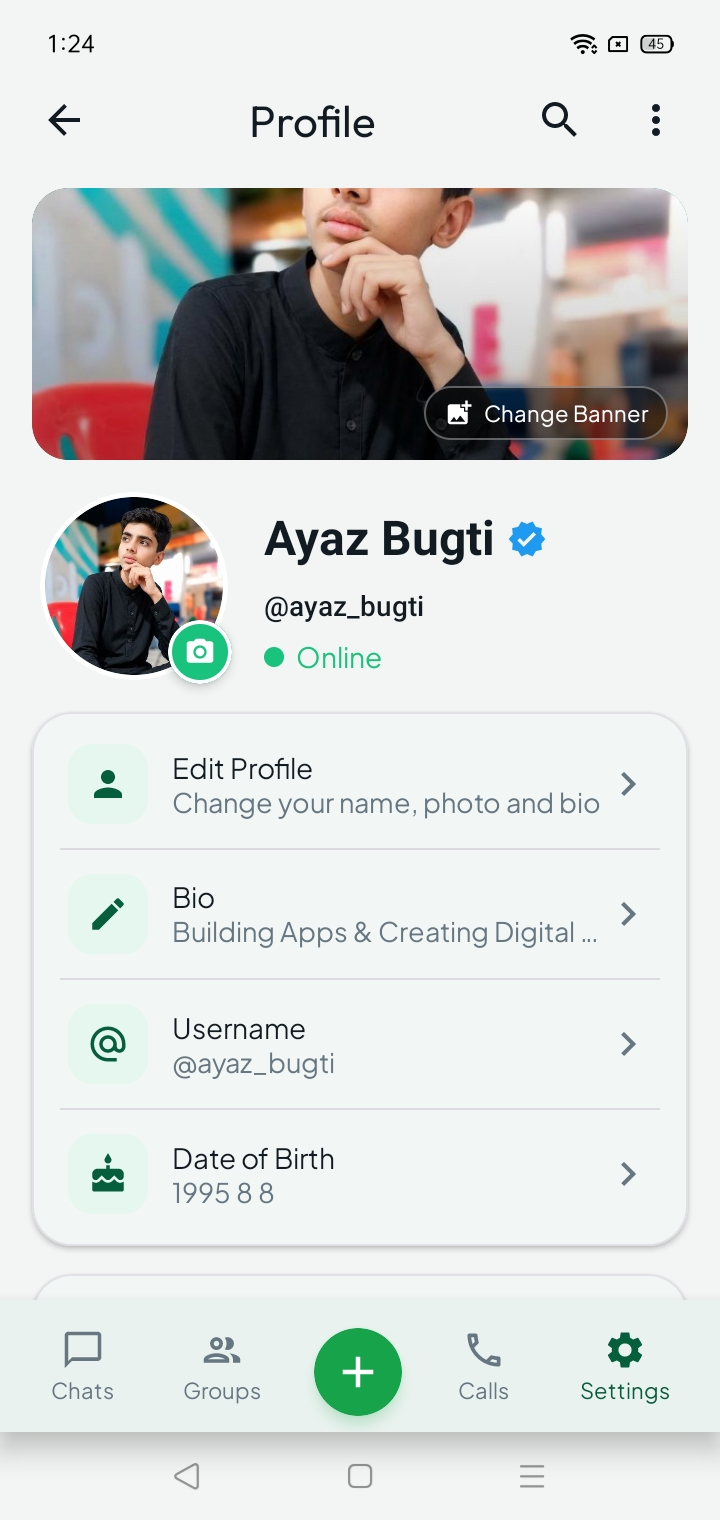 1:24
45
Profile
Change Banner
Ayaz Bugti
@ayaz_bugti
Online
Edit Profile
Change your name, photo and bio
Bio
Building Apps & Creating Digital ...
Username
@ayaz_bugti
Date of Birth
1995 8 8
Chats
Groups
Calls
Settings